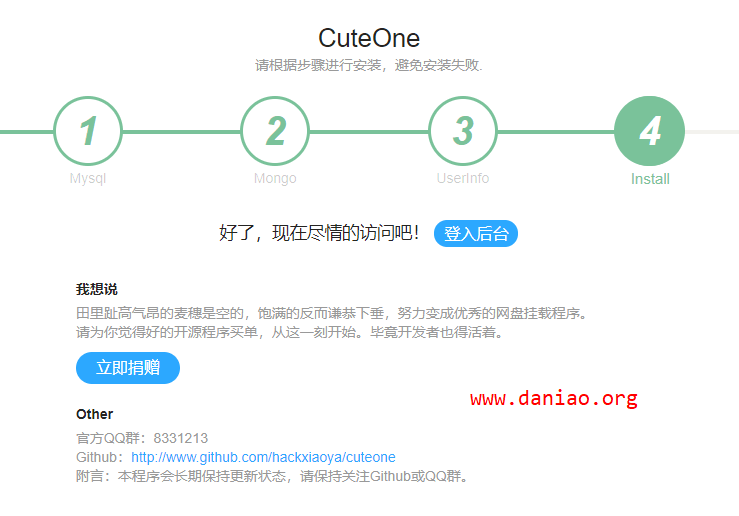 CuteOne
请根据步骤进行安装，避免安装失败.
1 2 3 4
Mysql Mongo UserInfo Install
好了，现在尽情的访问吧！ 登入后台
我想说
田里趾高气昂的麦穗是空的，饱满的反而谦恭下垂，努力变成优秀的网盘挂载程序。
请为你觉得好的开源程序买单，从这一刻开始。毕竟开发者也得活着。
立即捐赠
www.daniao.org
Other
官方QQ群：8331213
Github：http://www.github.com/hackxiaoya/cuteone
附言：本程序会长期保持更新状态，请保持关注Github或QQ群。